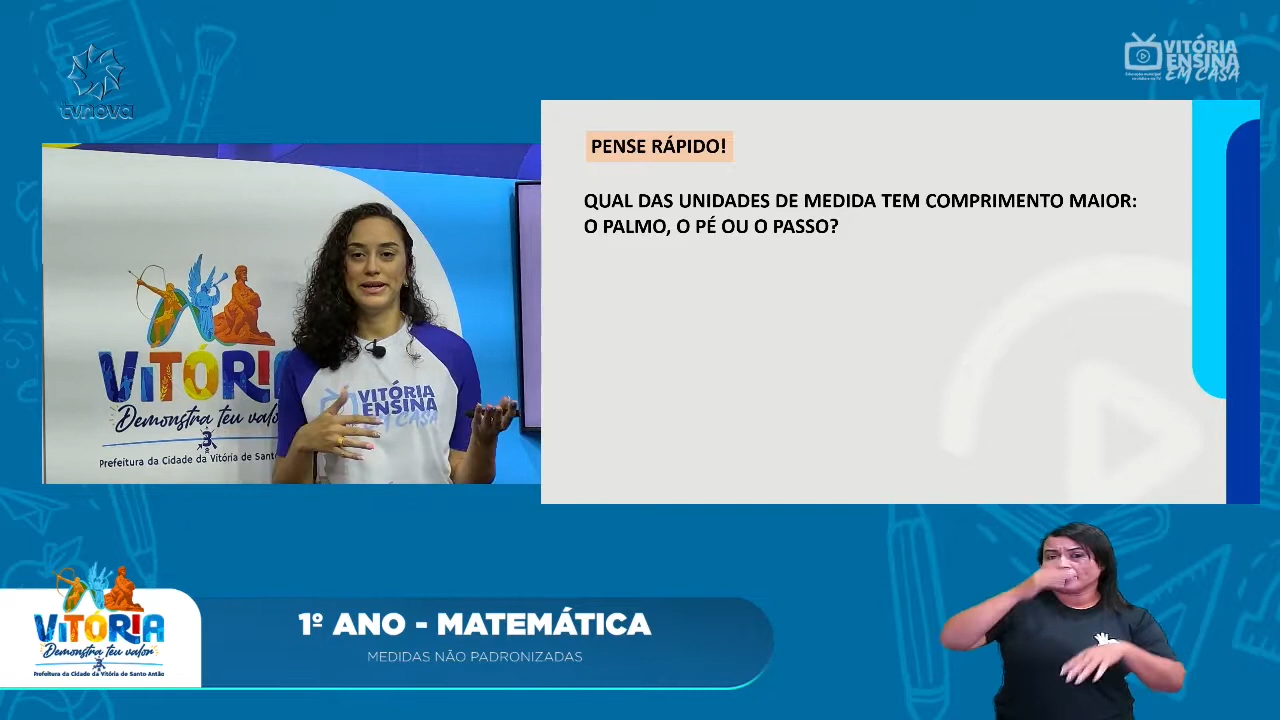 tvnova
VITÓRIA
ENSINA
EM CASA
PENSE RÁPIDO!
QUAL DAS UNIDADES DE MEDIDA TEM COMPRIMENTO MAIOR:
O PALMO, O PÉ OU O PASSO?
VITÓRI
Demonstra teu valo
Prefeitura da Cidade da Vitória de Santo
VITÓRIA
ENSINA
EM CASA
1º ANO - MATEMÁTICA
MEDIDAS NÃO PADRONIZADAS
VITÓRIA
Demonstra teu valor
Prefeitura da Cidade da Vitória de Santo Antão